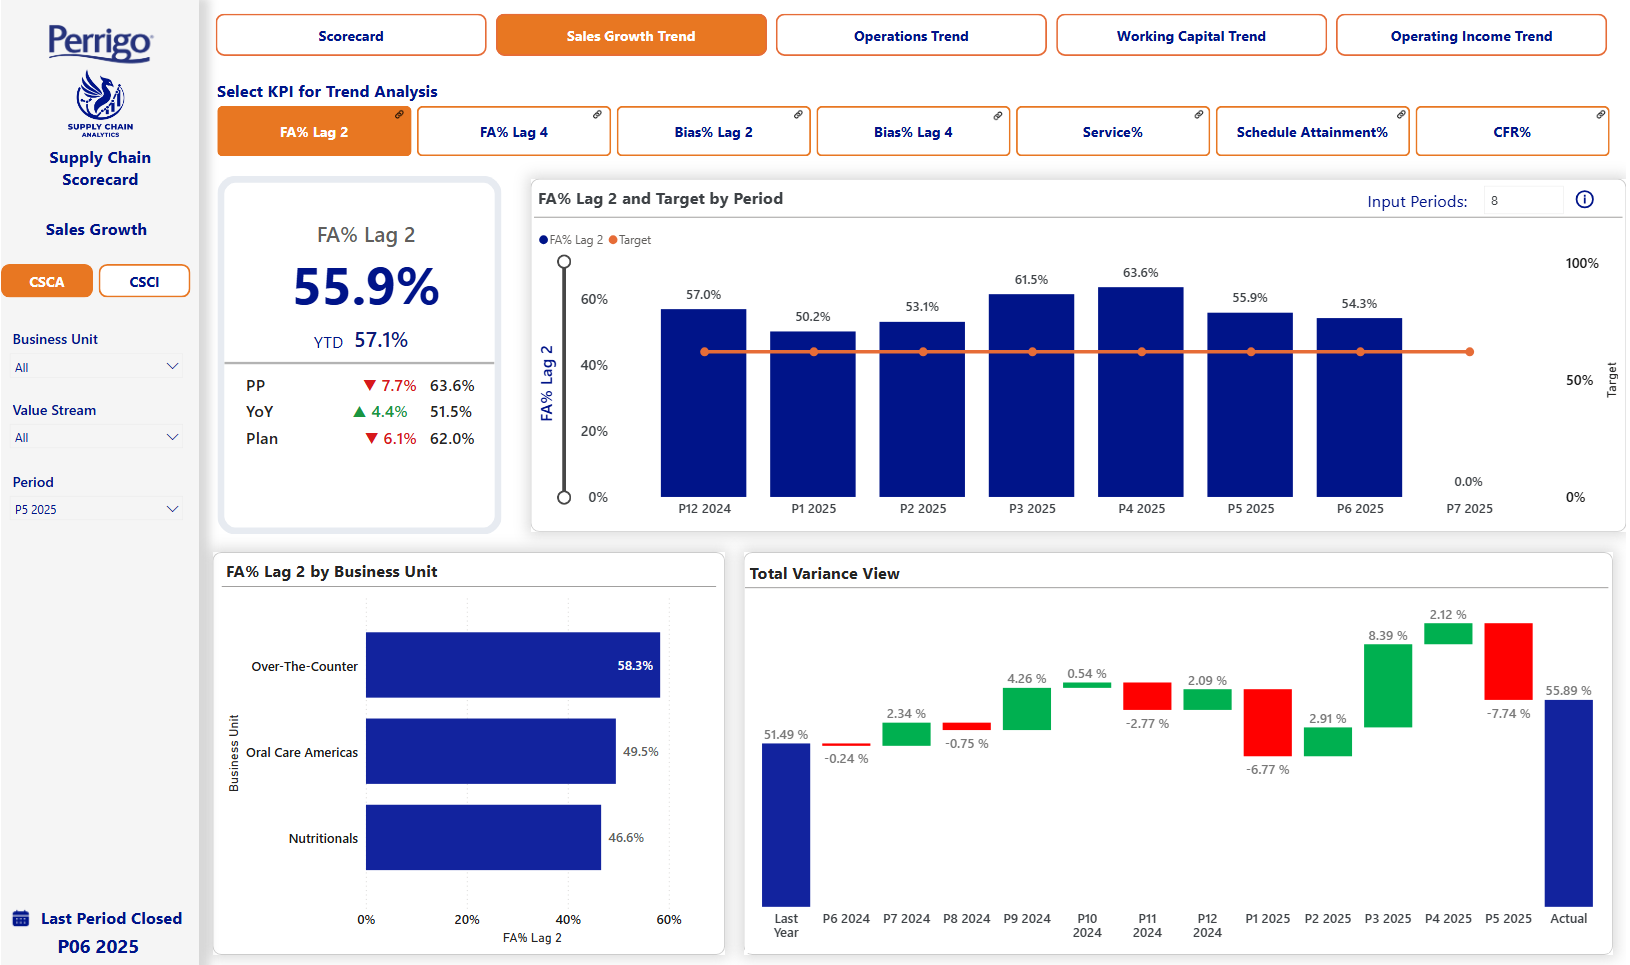 Perrigo
SUPPLY CHAIN
ANALYTICS
Supply Chain
Scorecard
Sales Growth
CSCA
CSCI
Business Unit
All
Value Stream
All
Period
P5 2025
Last Period Closed
P06 2025
Scorecard
Sales Growth Trend
Operations Trend
Working Capital Trend
Operating Income Trend
Select KPI for Trend Analysis
FA% Lag 2
FA% Lag 4
Bias% Lag 2
Bias% Lag 4
Service%
Schedule Attainment%
CFR%
FA% Lag 2
55.9%
YTD 57.1%
PP ▼ 7.7% 63.6%
YoY ▲ 4.4% 51.5%
Plan ▼ 6.1% 62.0%
FA% Lag 2 and Target by Period
Input Periods: 8
FA% Lag 2 Target
FA% Lag 2
60%
40%
20%
0%
57.0%
50.2%
53.1%
61.5%
63.6%
55.9%
54.3%
0.0%
P12 2024
P1 2025
P2 2025
P3 2025
P4 2025
P5 2025
P6 2025
P7 2025
100%
50%
0%
Target
FA% Lag 2 by Business Unit
Business Unit
Over-The-Counter 58.3%
Oral Care Americas 49.5%
Nutritionals 46.6%
0% 20% 40% 60%
FA% Lag 2
Total Variance View
51.49 %
-0.24 %
2.34 %
-0.75 %
4.26 %
0.54 %
-2.77 %
2.09 %
-6.77 %
2.91 %
8.39 %
2.12 %
-7.74 %
55.89 %
Last
Year
P6 2024
P7 2024
P8 2024
P9 2024
P10
2024
P11
2024
P12
2024
P1 2025
P2 2025
P3 2025
P4 2025
P5 2025
Actual